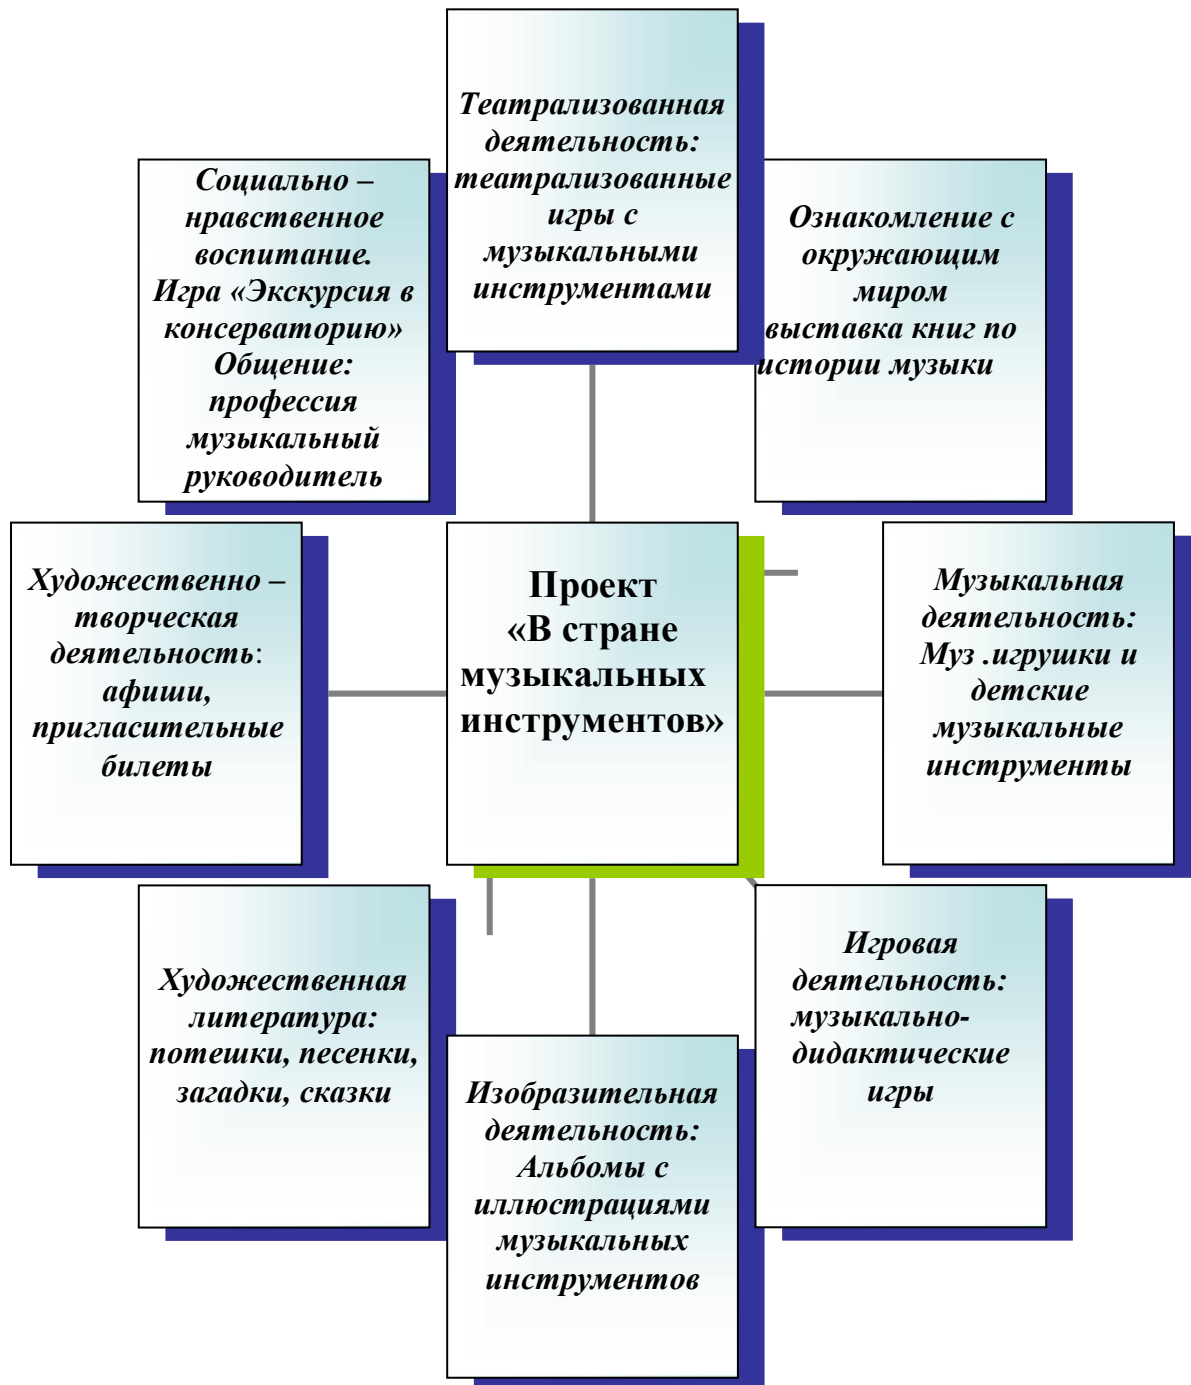 Театрализованная
деятельность:
театрализованные
игры с
музыкальными
инструментами
Социально –
нравственное
воспитание.
Игра «Экскурсия в
консерваторию»
Общение:
профессия
музыкальный
руководитель
Ознакомление с
окружающим
миром
выставка книг по
истории музыки
Художественно –
творческая
деятельность:
афиши,
пригласительные
билеты
Проект
«В стране
музыкальных
инструментов»
Музыкальная
деятельность:
Муз .игрушки и
детские
музыкальные
инструменты
Художественная
литература:
потешки, песенки,
загадки, сказки
Изобразительная
деятельность:
Альбомы с
иллюстрациями
музыкальных
инструментов
Игровая
деятельность:
музыкально-
дидактические
игры